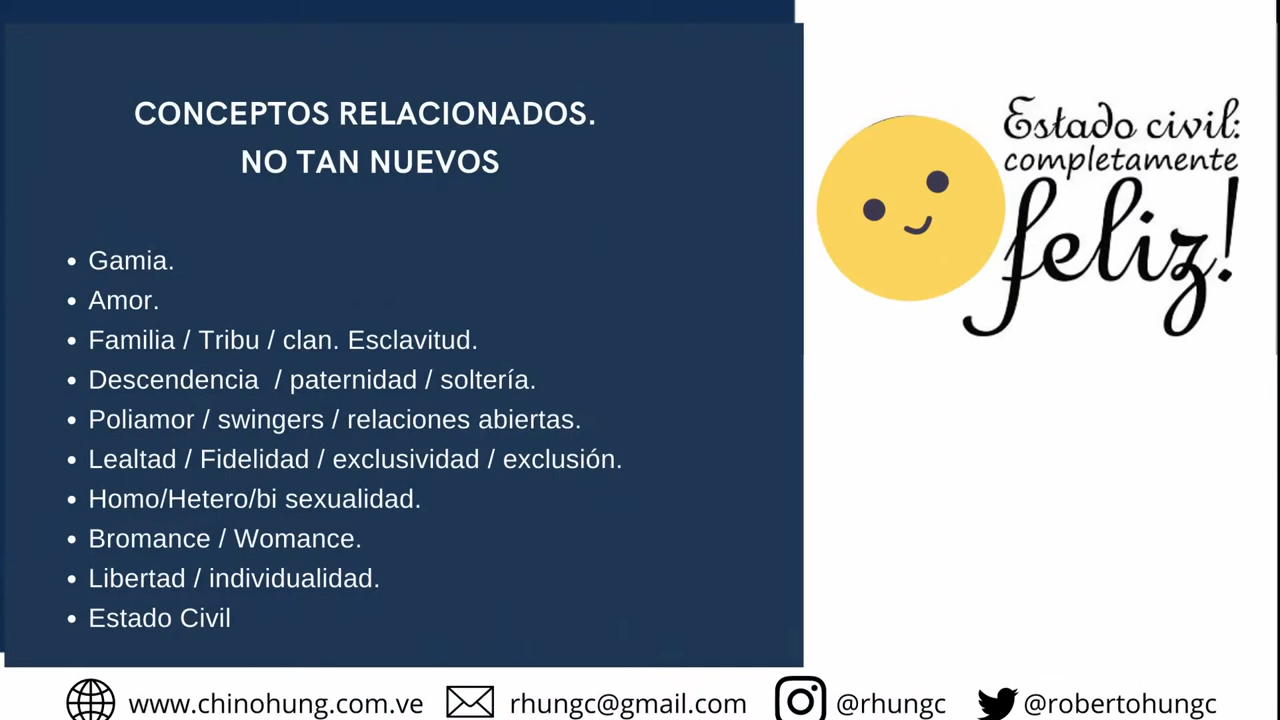 CONCEPTOS RELACIONADOS.
NO TAN NUEVOS
• Gamia.
• Amor.
• Familia / Tribu / clan. Esclavitud.
• Descendencia  / paternidad / soltería.
• Poliamor / swingers / relaciones abiertas.
• Lealtad / Fidelidad / exclusividad / exclusión.
• Homo/Hetero/bi sexualidad.
• Bromance / Womance.
• Libertad / individualidad.
• Estado Civil
Estado civil:
completamente
feliz!
www.chinohung.com.ve rhungc@gmail.com @rhungc @robertohungc